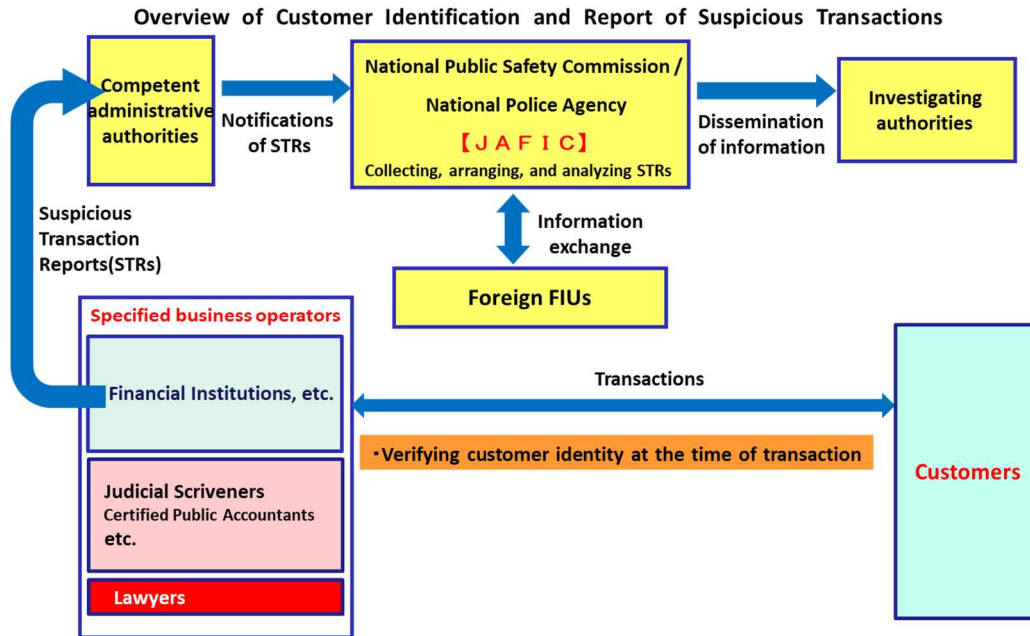 Overview of Customer Identification and Report of Suspicious Transactions
Competent
administrative
authorities
Notifications
of STRs
National Public Safety Commission /
National Police Agency
【ＪＡＦＩＣ】
Collecting, arranging, and analyzing STRs
Dissemination
of information
Investigating
authorities
Suspicious
Transaction
Reports(STRs)
Information
exchange
Foreign FIUs
Specified business operators
Financial Institutions, etc.
Transactions
・Verifying customer identity at the time of transaction
Customers
Judicial Scriveners
Certified Public Accountants
etc.
Lawyers